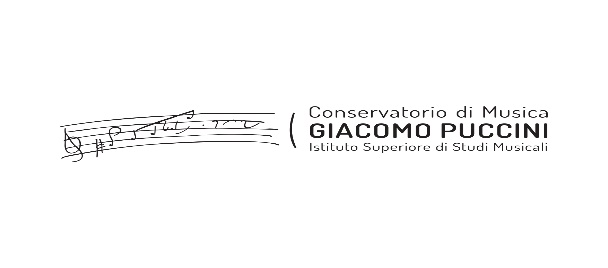 Conservatorio di Musica
GIACOMO PUCCINI
Istituto Superiore di Studi Musicali